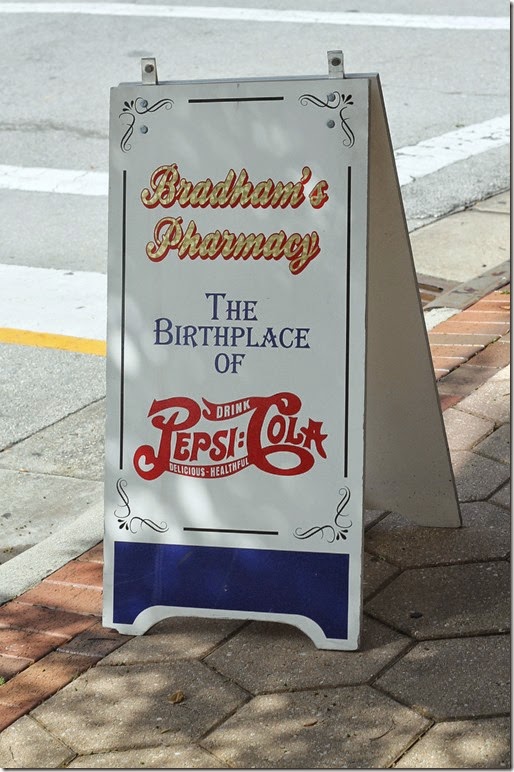 Bradham's
Pharmacy
THE
BIRTHPLACE
OF
DRINK
PEPSI:COLA
DELICIOUS-HEALTHFUL